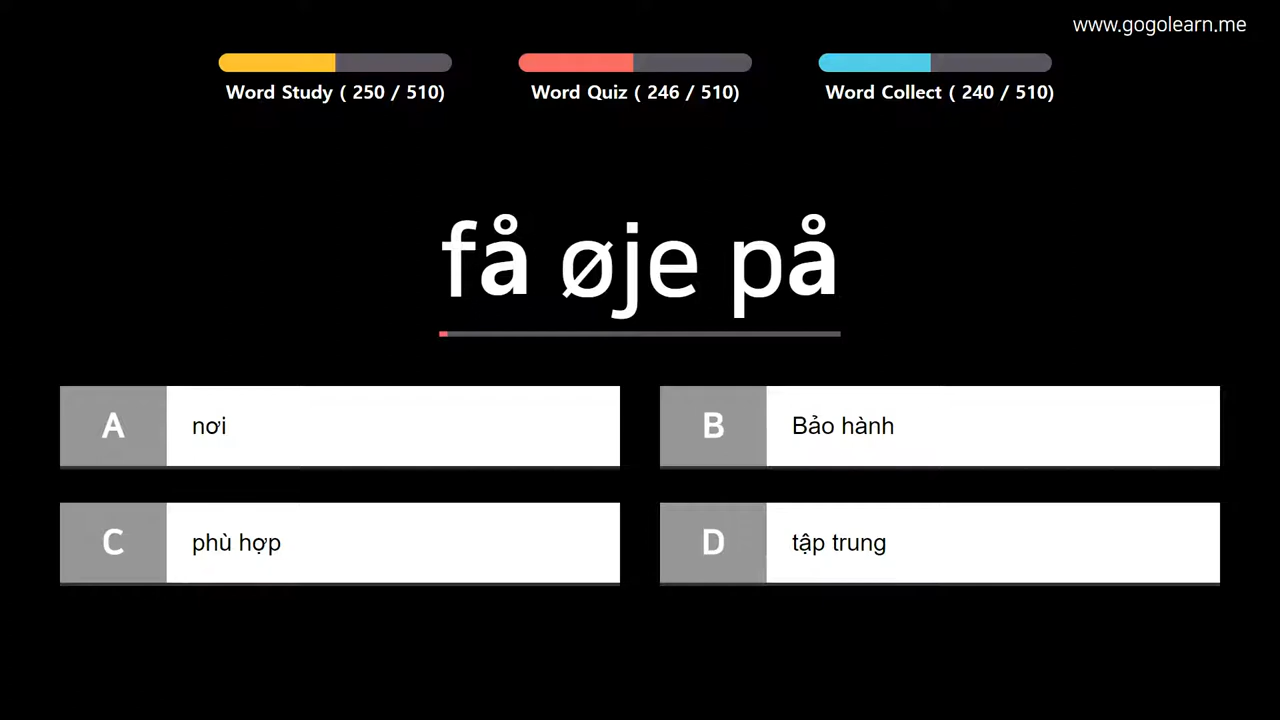 www.gogolearn.me
Word Study ( 250 / 510)
Word Quiz ( 246 / 510)
Word Collect ( 240 / 510)
få øje på
A nơi
B Bảo hành
C phù hợp
D tập trung